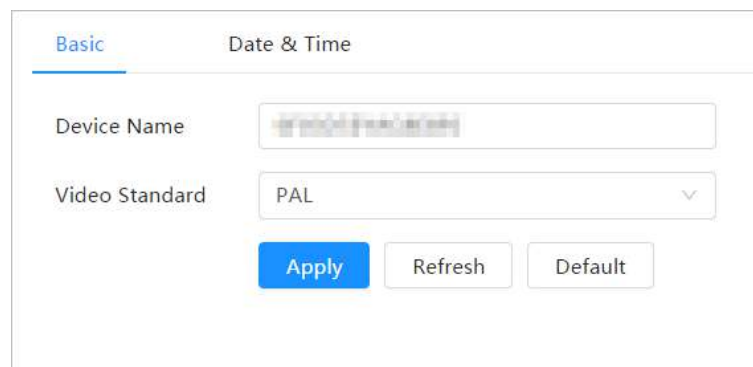 Basic Date & Time
Device Name
Video Standard PAL
Apply Refresh Default